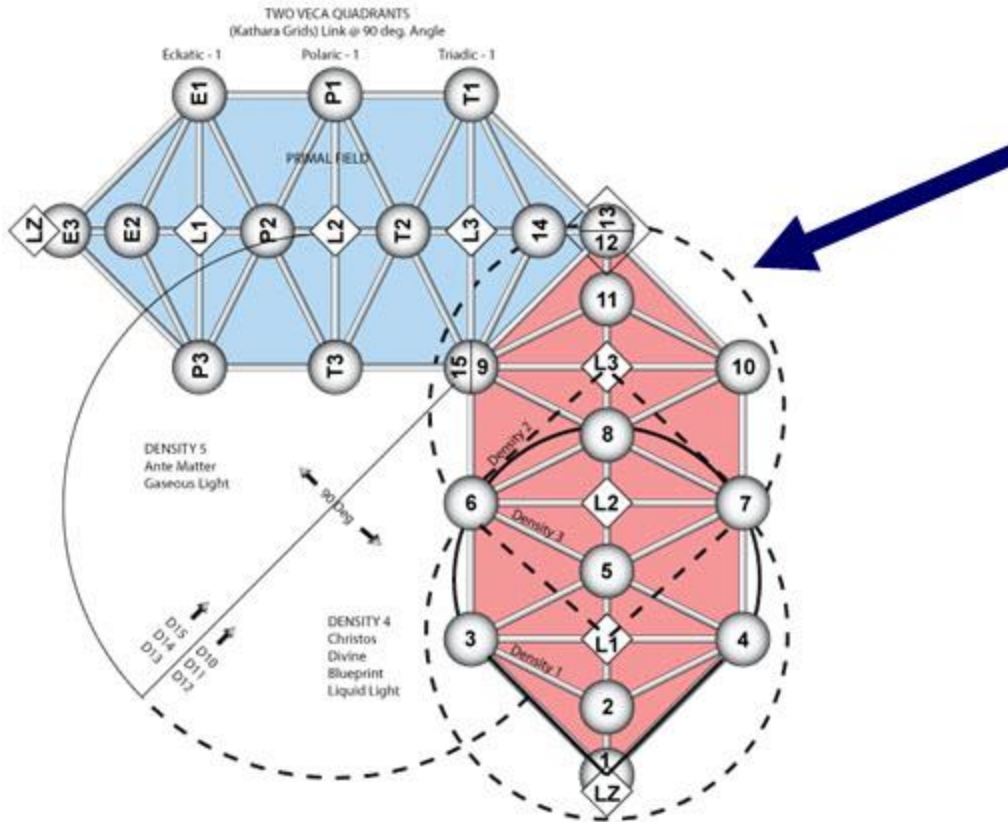 TWO VECA QUADRANTS
(Kathara Grids) Link @ 90 deg. Angle
Eckatic - 1
Polaric - 1
Triadic - 1
E1
P1
T1
PRIMAL FIELD
LZ
E3
E2
L1
P2
L2
T2
L3
14
13
12
11
P3
T3
15
9
L3
10
8
Density 2
DENSITY 5
Ante Matter
Gaseous Light
90 Deg
6
L2
7
Density 3
5
D15
D14
D13
D10
D11
D12
DENSITY 4
Christos
Divine
Blueprint
Liquid Light
3
L1
4
Density 1
2
1
LZ